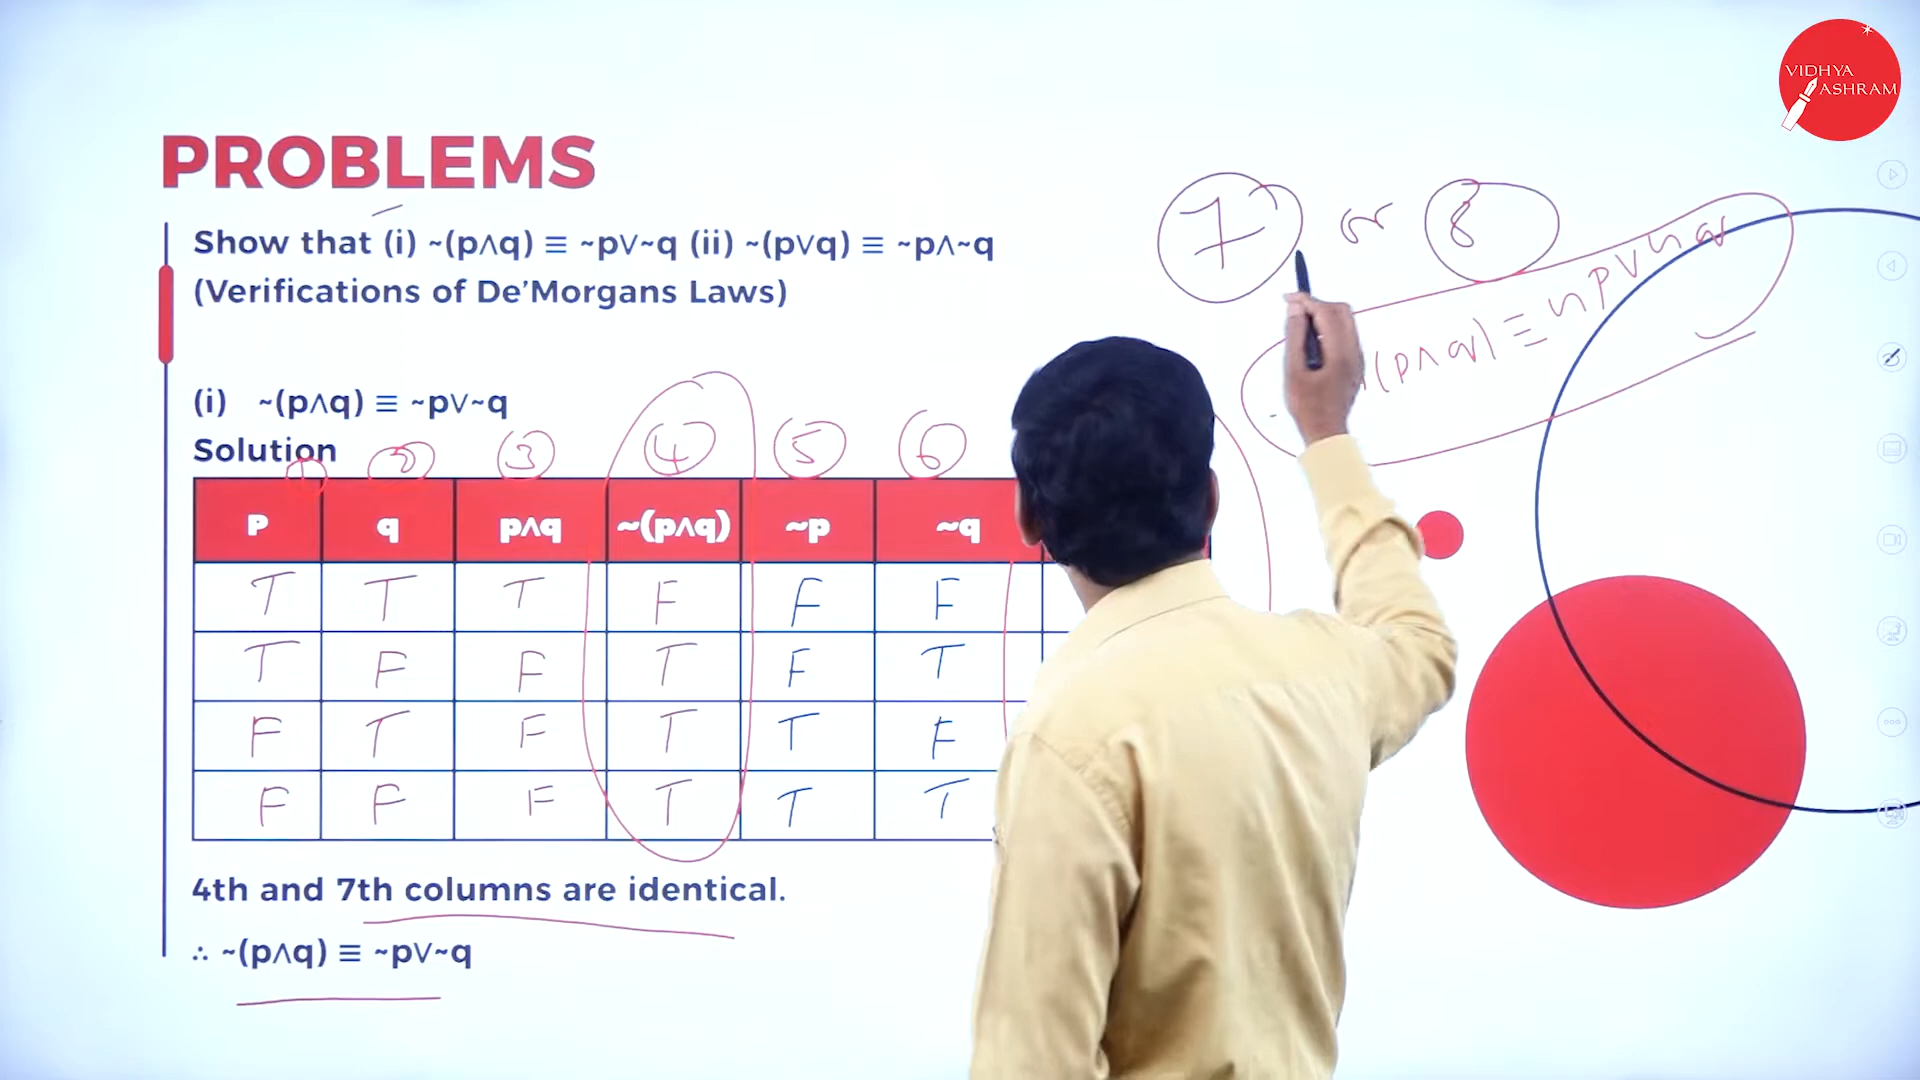 VIDHYA
ASHRAM
PROBLEMS
Show that (i) ~(p∧q) ≡ ~p∨~q (ii) ~(p∨q) ≡ ~p∧~q
(Verifications of De'Morgans Laws)
7 or 8
(p∧q) ≡ ~p∨~q
(i) ~(p∧q) ≡ ~p∨~q
Solution
1 2 3 4 5 6
P q p∧q ~(p∧q) ~p ~q
T T T F F F
T F F T F T
F T F T T F
F F F T T T
4th and 7th columns are identical.
∴ ~(p∧q) ≡ ~p∨~q